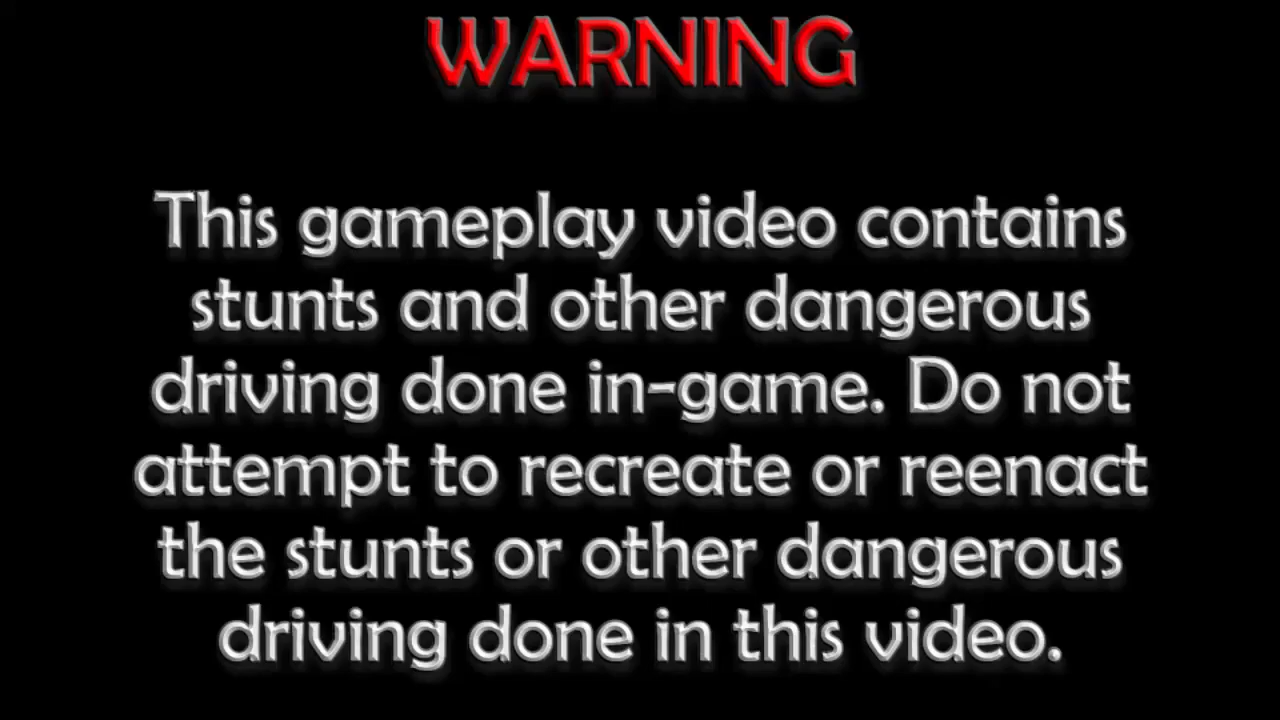 WARNING
This gameplay video contains
stunts and other dangerous
driving done in-game. Do not
attempt to recreate or reenact
the stunts or other dangerous
driving done in this video.